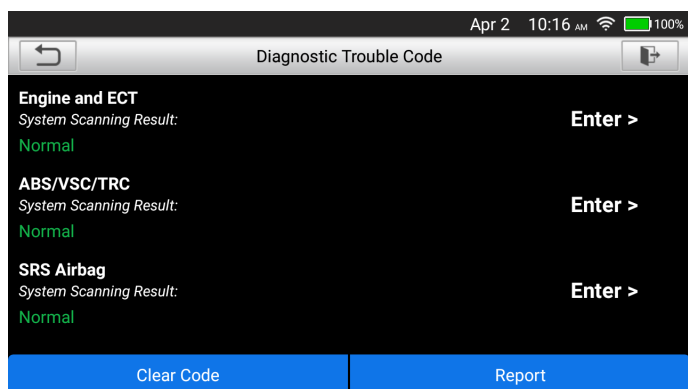 Apr 2 10:16 AM 100%
Diagnostic Trouble Code
Engine and ECT
System Scanning Result:
Enter >
Normal
ABS/VSC/TRC
System Scanning Result:
Enter >
Normal
SRS Airbag
System Scanning Result:
Enter >
Normal
Clear Code
Report